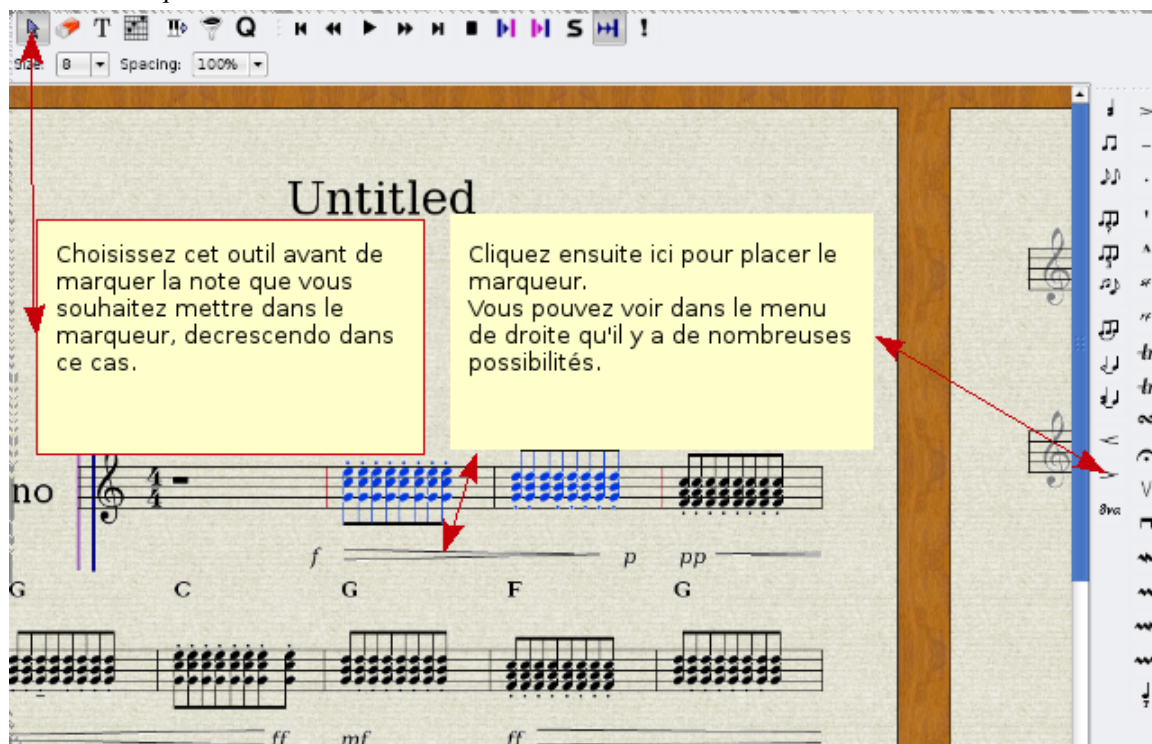 T Q S !
Size: 8 Spacing: 100%
Untitled
Choisissez cet outil avant de
marquer la note que vous
souhaitez mettre dans le
marqueur, decrescendo dans
ce cas.
Cliquez ensuite ici pour placer le
marqueur.
Vous pouvez voir dans le menu
de droite qu'il y a de nombreuses
possibilités.
no
f p pp
G C G F G
8va
ff mf ff